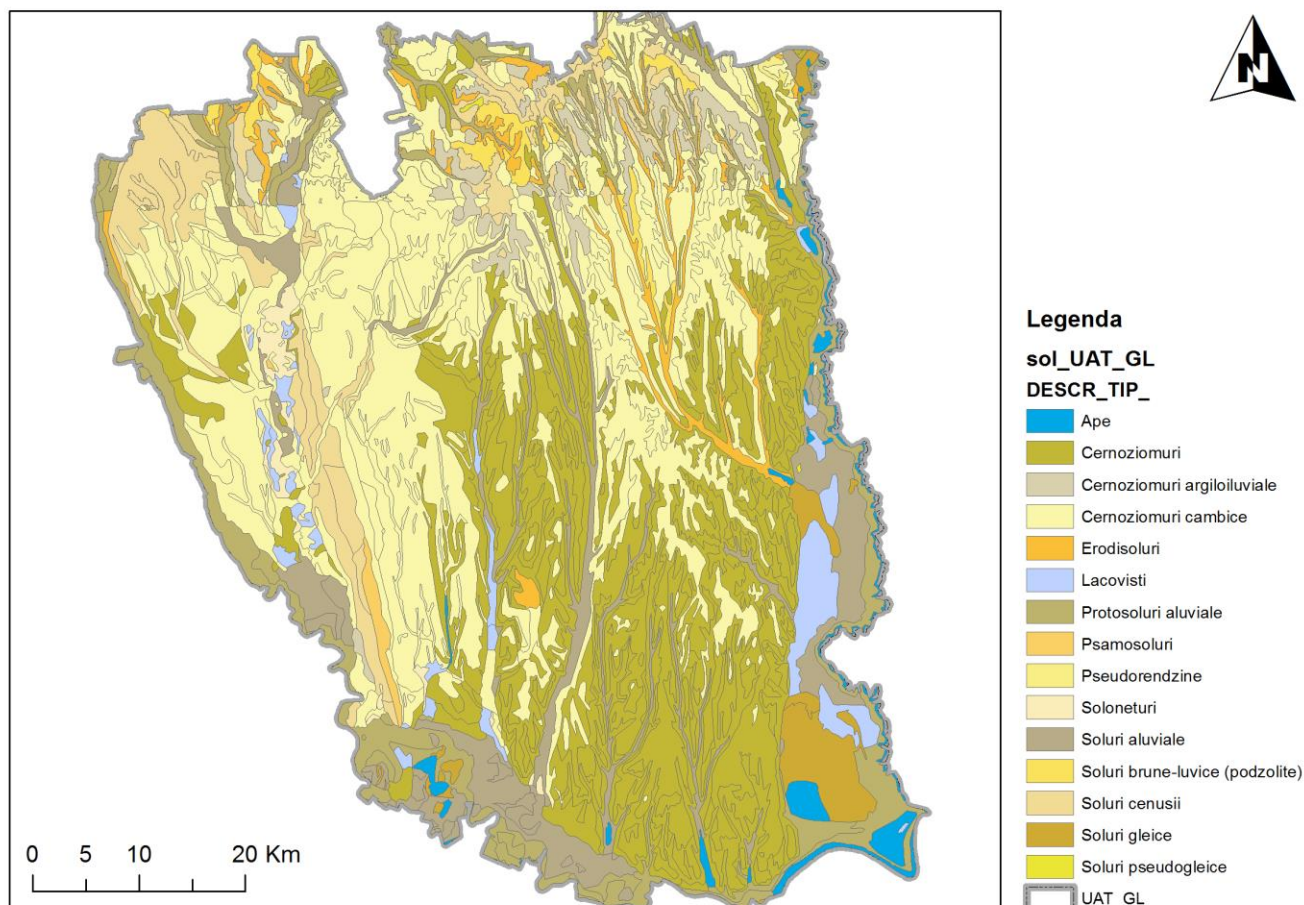 N
Legenda
sol_UAT_GL
DESCR_TIP_
Ape
Cernoziomuri
Cernoziomuri argiloiluviale
Cernoziomuri cambice
Erodisoluri
Lacovisti
Protosoluri aluviale
Psamosoluri
Pseudorendzine
Soloneturi
Soluri aluviale
Soluri brune-luvice (podzolite)
Soluri cenusii
Soluri gleice
Soluri pseudogleice
UAT_GL
0 5 10 20 Km